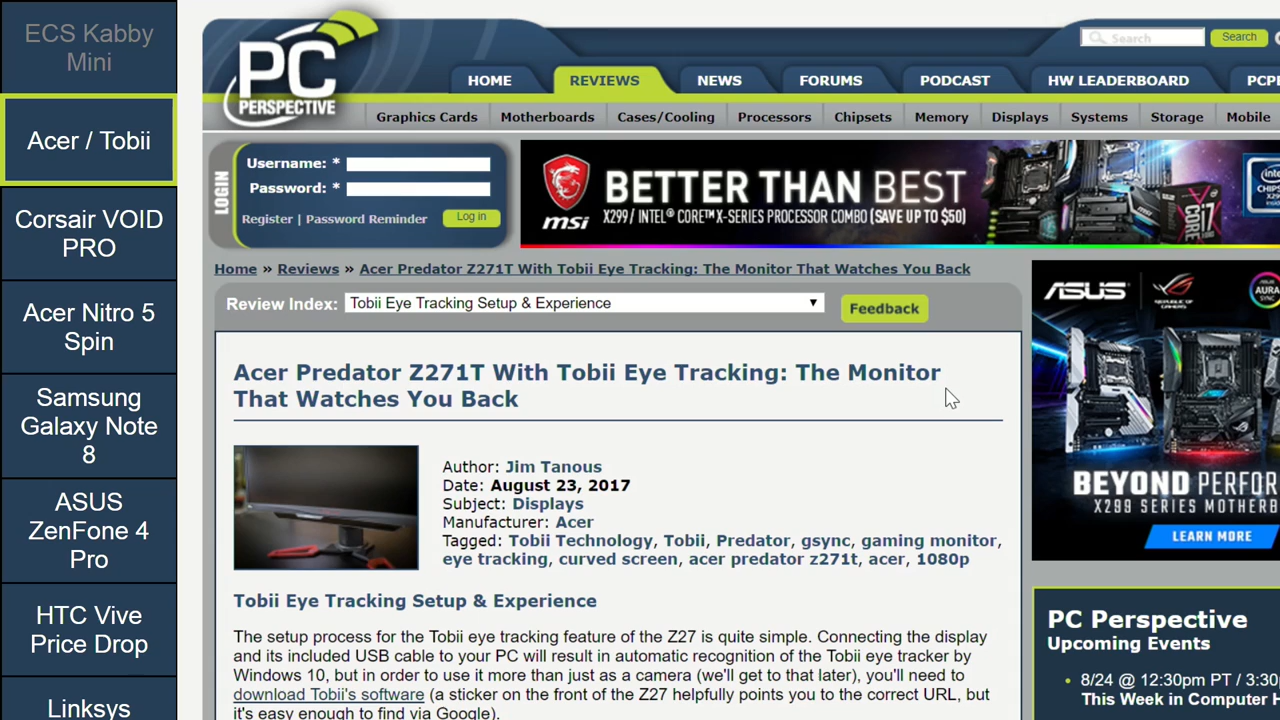 ECS Kabby
Mini
Acer / Tobii
Corsair VOID
PRO
Acer Nitro 5
Spin
Samsung
Galaxy Note
8
ASUS
ZenFone 4
Pro
HTC Vive
Price Drop
Linksys
PC
PERSPECTIVE
Search
Search
HOME
REVIEWS
NEWS
FORUMS
PODCAST
HW LEADERBOARD
Graphics Cards
Motherboards
Cases/Cooling
Processors
Chipsets
Memory
Displays
Systems
Storage
Mobile
LOGIN
Username: *
Password: *
Register | Password Reminder
Log in
msi
BETTER THAN BEST
X299/ INTEL® CORE™X-SERIES PROCESSOR COMBO (SAVE UP TO $50)
Home » Reviews » Acer Predator Z271T With Tobii Eye Tracking: The Monitor That Watches You Back
Review Index:
Tobii Eye Tracking Setup & Experience
Feedback
Acer Predator Z271T With Tobii Eye Tracking: The Monitor
That Watches You Back
Author: Jim Tanous
Date: August 23, 2017
Subject: Displays
Manufacturer: Acer
Tagged: Tobii Technology, Tobii, Predator, gsync, gaming monitor,
eye tracking, curved screen, acer predator z271t, acer, 1080p
Tobii Eye Tracking Setup & Experience
The setup process for the Tobii eye tracking feature of the Z27 is quite simple. Connecting the display
and its included USB cable to your PC will result in automatic recognition of the Tobii eye tracker by
Windows 10, but in order to use it more than just as a camera (we'll get to that later), you'll need to
download Tobii's software (a sticker on the front of the Z27 helpfully points you to the correct URL, but
it's easy enough to find via Google).
ASUS
AURA
LEARN MORE
PC Perspective
Upcoming Events
8/24 @ 12:30pm PT / 3:30p
This Week in Computer H